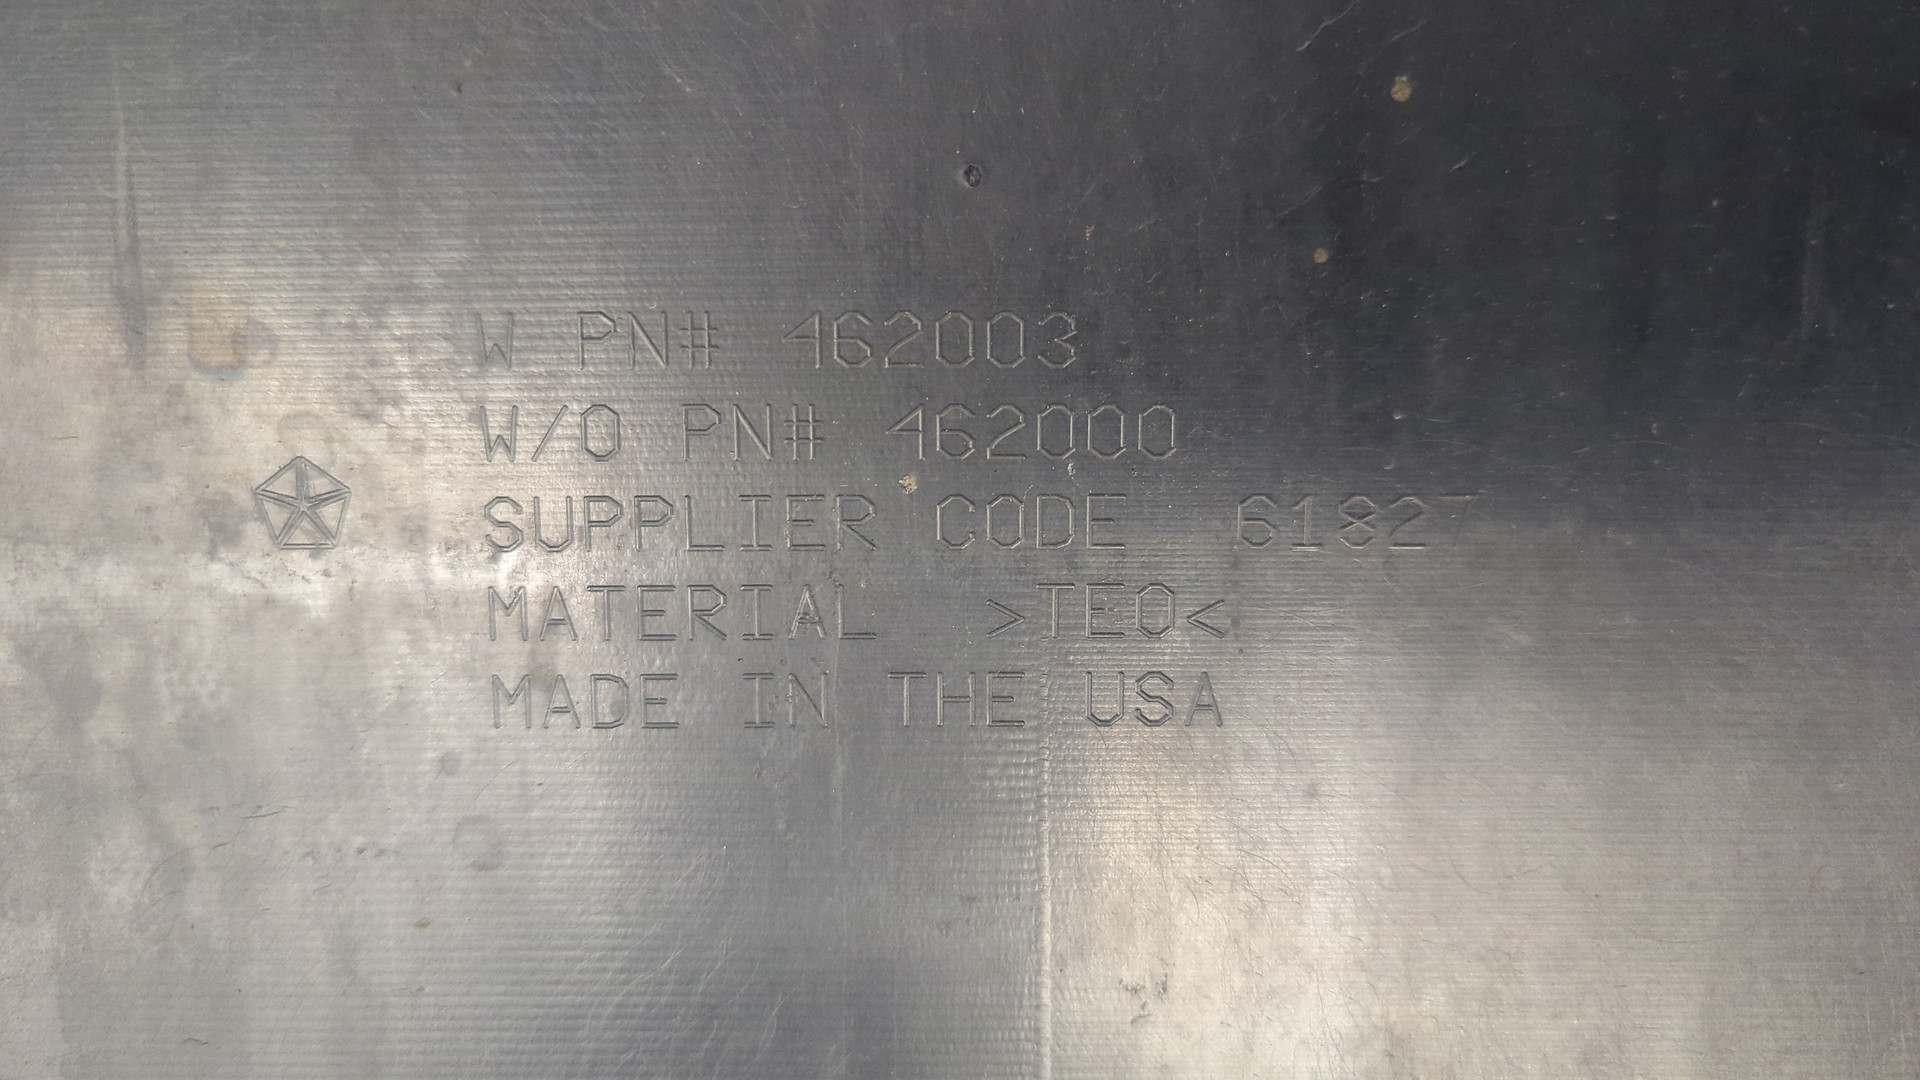 W PN# 462003
W/O PN# 462000
SUPPLIER CODE 61827
MATERIAL >TEO<
MADE IN THE USA